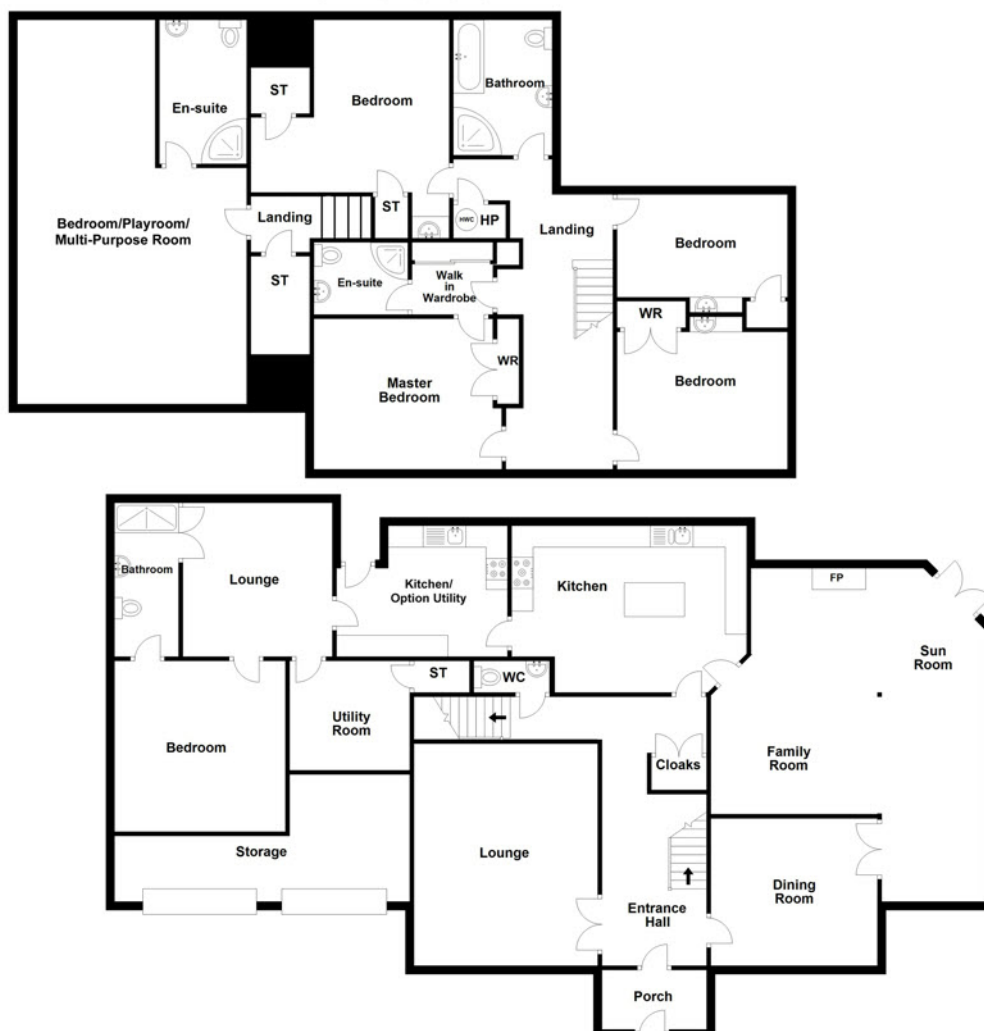 En-suite
ST
Bedroom
Bathroom
Bedroom/Playroom/
Multi-Purpose Room
Landing
ST
HWC
HP
Landing
Bedroom
ST
En-suite
Walk
in
Wardrobe
WR
WR
Master
Bedroom
Bedroom
Bathroom
Lounge
Kitchen/
Option Utility
Kitchen
FP
Sun
Room
ST
WC
Bedroom
Utility
Room
Cloaks
Family
Room
Storage
Lounge
Entrance
Hall
Dining
Room
Porch